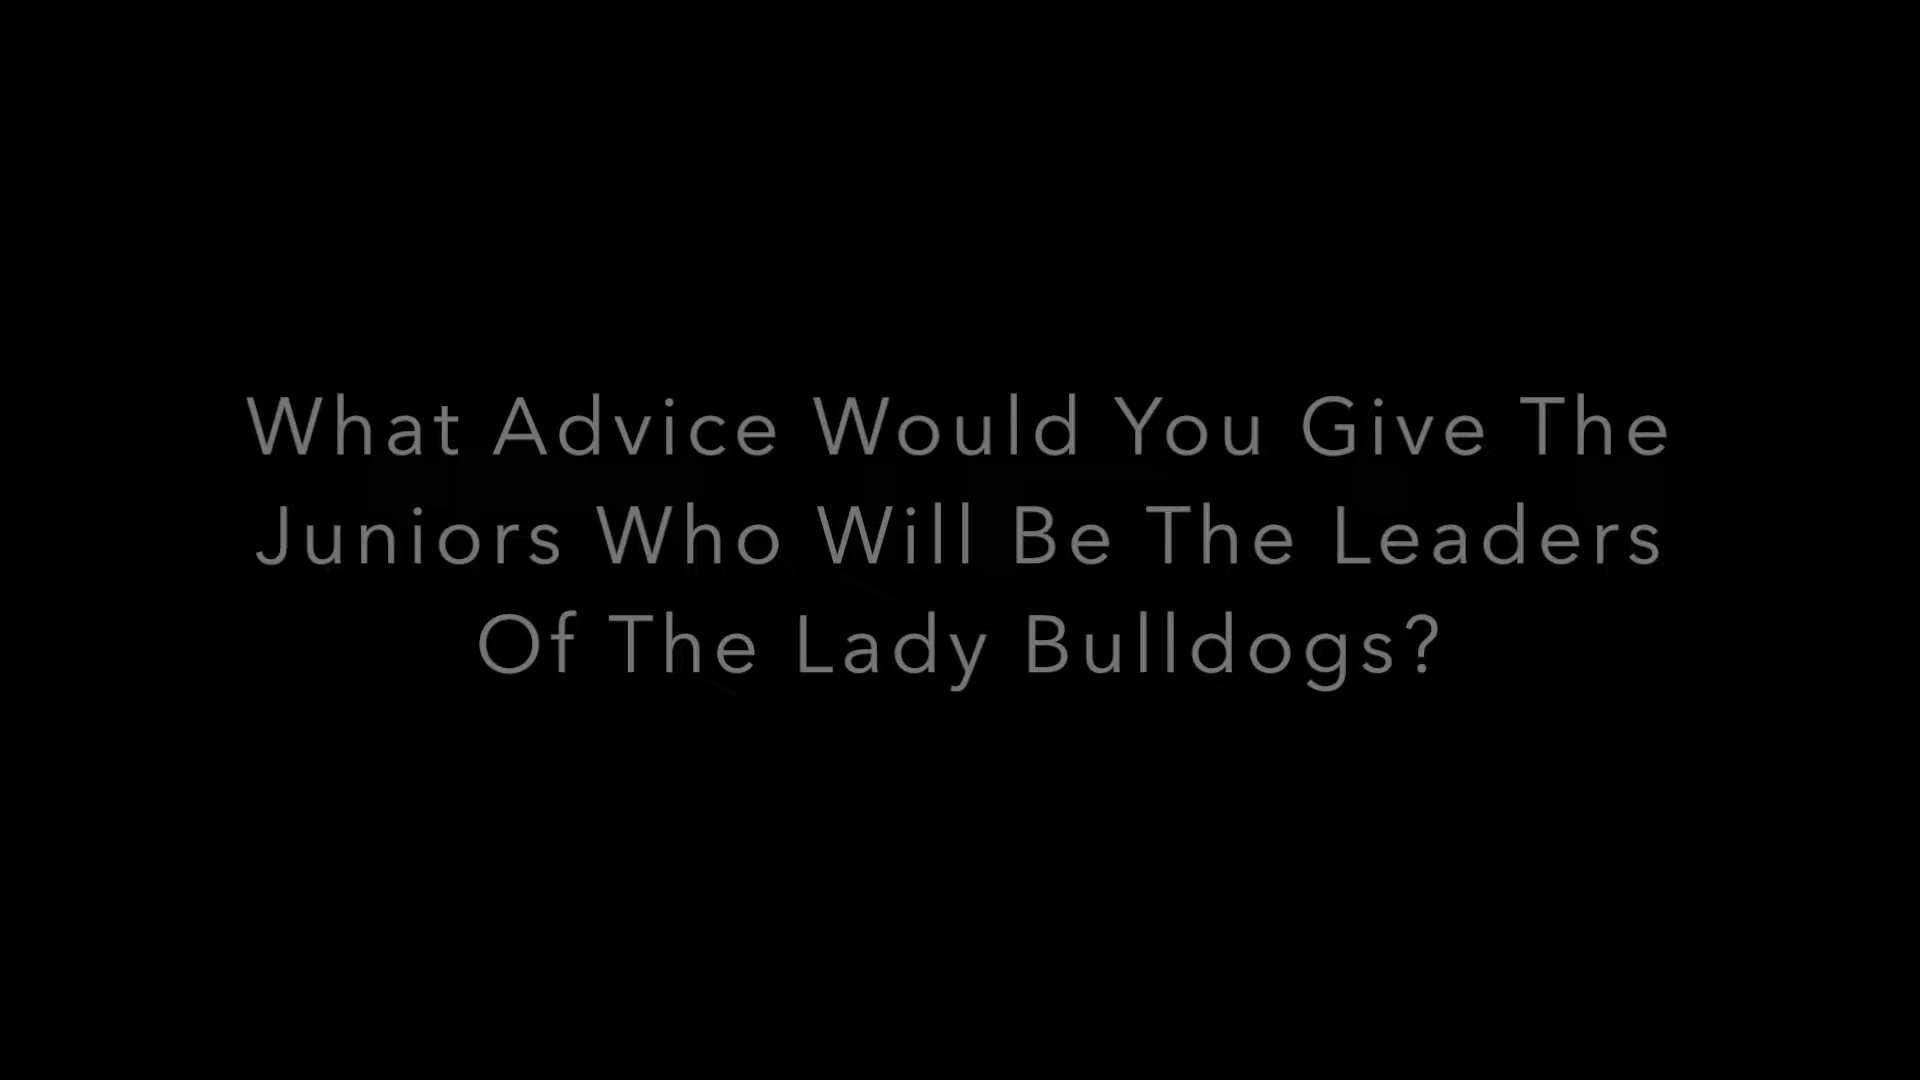 What Advice Would You Give The
Juniors Who Will Be The Leaders
Of The Lady Bulldogs?